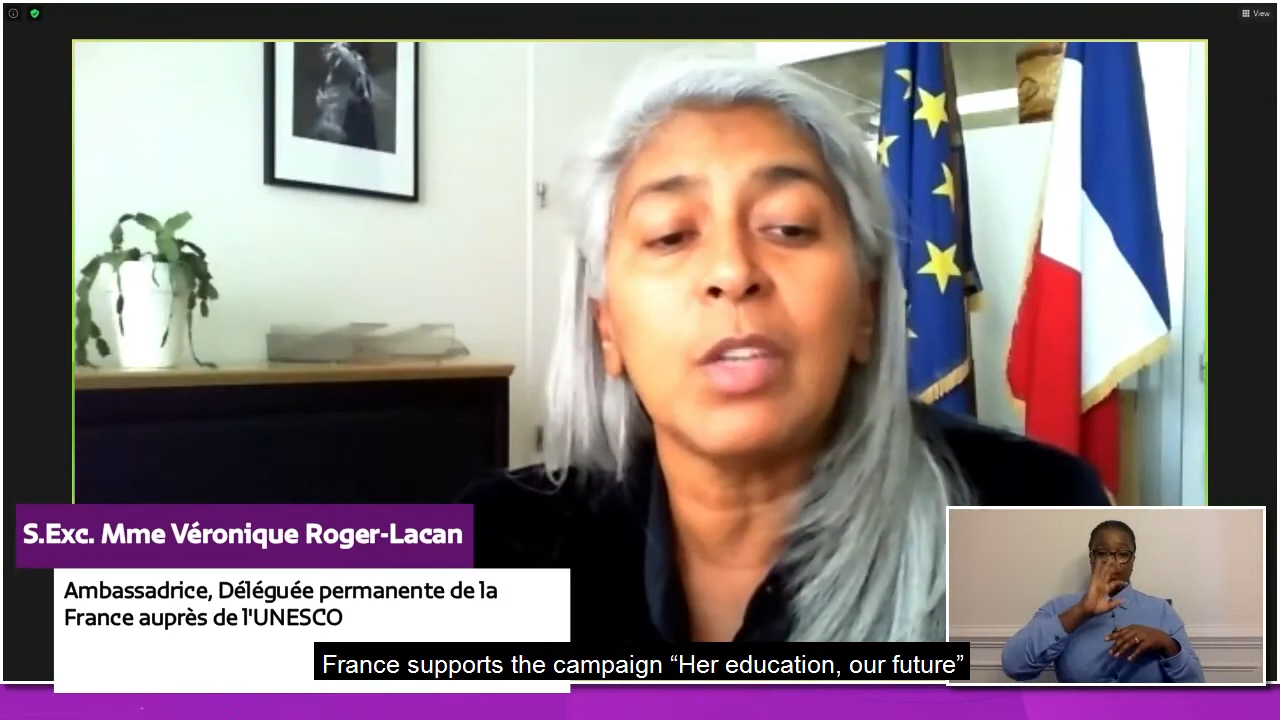 View
S.Exc. Mme Véronique Roger-Lacan
Ambassadrice, Déléguée permanente de la
France auprès de l'UNESCO
France supports the campaign “Her education, our future”